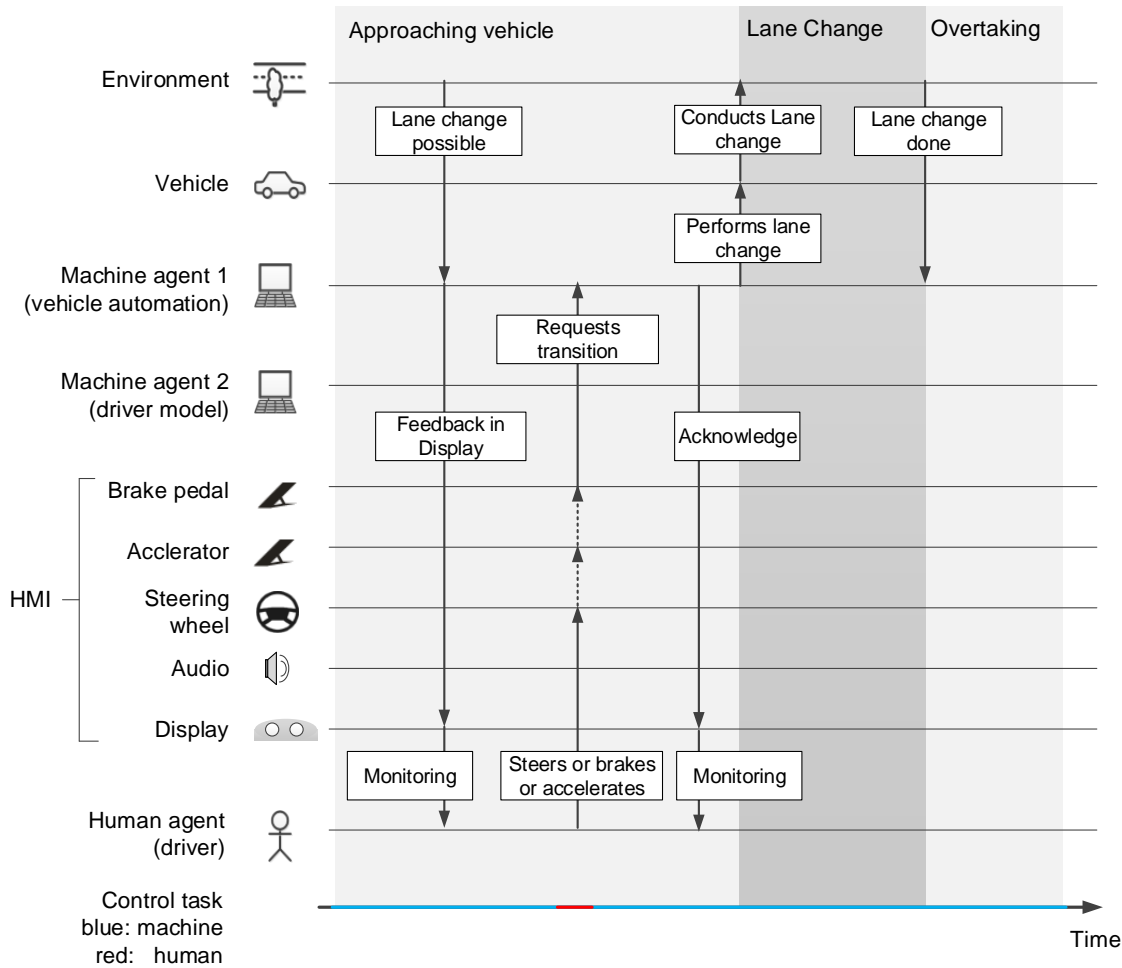 Approaching vehicle
Lane Change
Overtaking
Environment
Lane change
possible
Conducts Lane
change
Lane change
done
Vehicle
Performs lane
change
Machine agent 1
(vehicle automation)
Requests
transition
Machine agent 2
(driver model)
Feedback in
Display
Acknowledge
HMI
Brake pedal
Acclerator
Steering
wheel
Audio
Display
Monitoring
Steers or brakes
or accelerates
Monitoring
Human agent
(driver)
Control task
blue: machine
red: human
Time